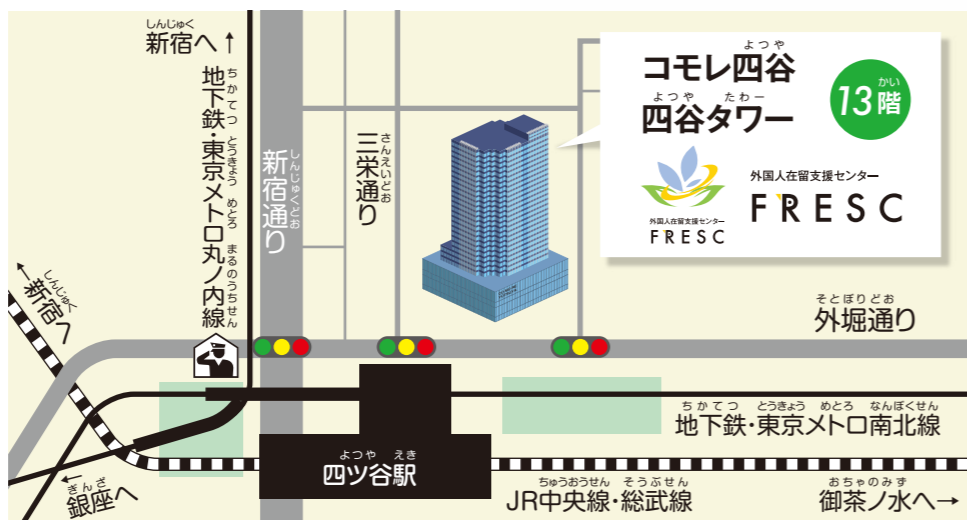 しんじゅく
新宿へ↑
ちかてつ とうきょう めとろ まるのうちせん
地下鉄・東京メトロ丸ノ内線
しんじゅくどお
新宿通り
さんえいどお
三栄通り
よつや
コモレ四谷
よつや たわー
四谷タワー
かい
13階
外国人在留支援センター
FRESC
外国人在留支援センター
FRESC
←しんじゅく
新宿へ
そとぼりどお
外堀通り
ちかてつ とうきょう めとろ なんぼくせん
地下鉄・東京メトロ南北線
よつや えき
四ツ谷駅
←ぎんざ
銀座へ
ちゅうおうせん そうぶせん
JR中央線・総武線
おちゃのみず
御茶ノ水へ→